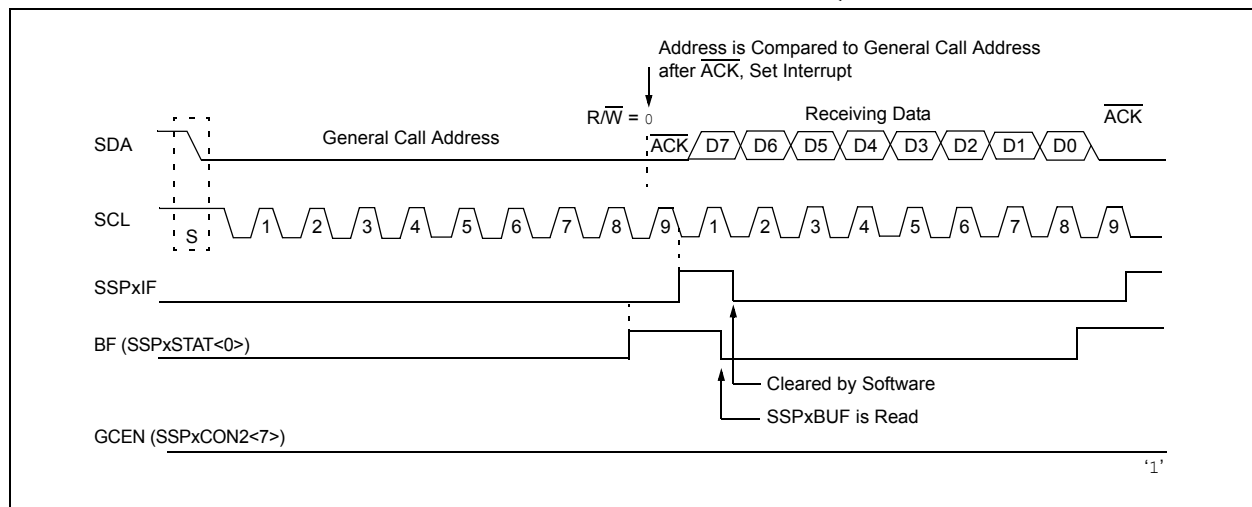 Address is Compared to General Call Address
after ACK, Set Interrupt
R/W = 0
Receiving Data
ACK
SDA
General Call Address
ACK D7 D6 D5 D4 D3 D2 D1 D0
SCL
S
1 2 3 4 5 6 7 8 9 1 2 3 4 5 6 7 8 9
SSPxIF
BF (SSPxSTAT<0>)
Cleared by Software
SSPxBUF is Read
GCEN (SSPxCON2<7>)
‘1’